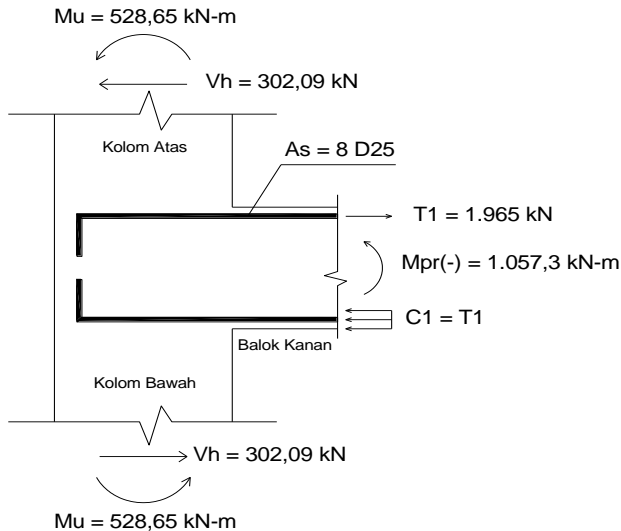 Mu = 528,65 kN-m
Vh = 302,09 kN
Kolom Atas
As = 8 D25
T1 = 1.965 kN
Mpr(-) = 1.057,3 kN-m
C1 = T1
Balok Kanan
Kolom Bawah
Vh = 302,09 kN
Mu = 528,65 kN-m